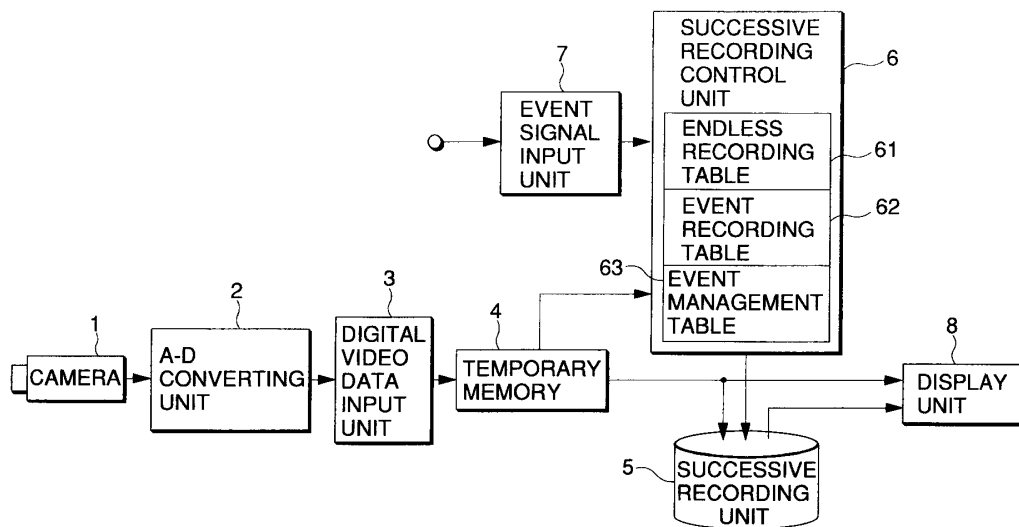 SUCCESSIVE
RECORDING
CONTROL
UNIT
6
7
EVENT
SIGNAL
INPUT
UNIT
ENDLESS
RECORDING
TABLE
61
EVENT
RECORDING
TABLE
62
63
EVENT
MANAGEMENT
TABLE
1
CAMERA
2
A-D
CONVERTING
UNIT
3
DIGITAL
VIDEO
DATA
INPUT
UNIT
4
TEMPORARY
MEMORY
8
DISPLAY
UNIT
5
SUCCESSIVE
RECORDING
UNIT